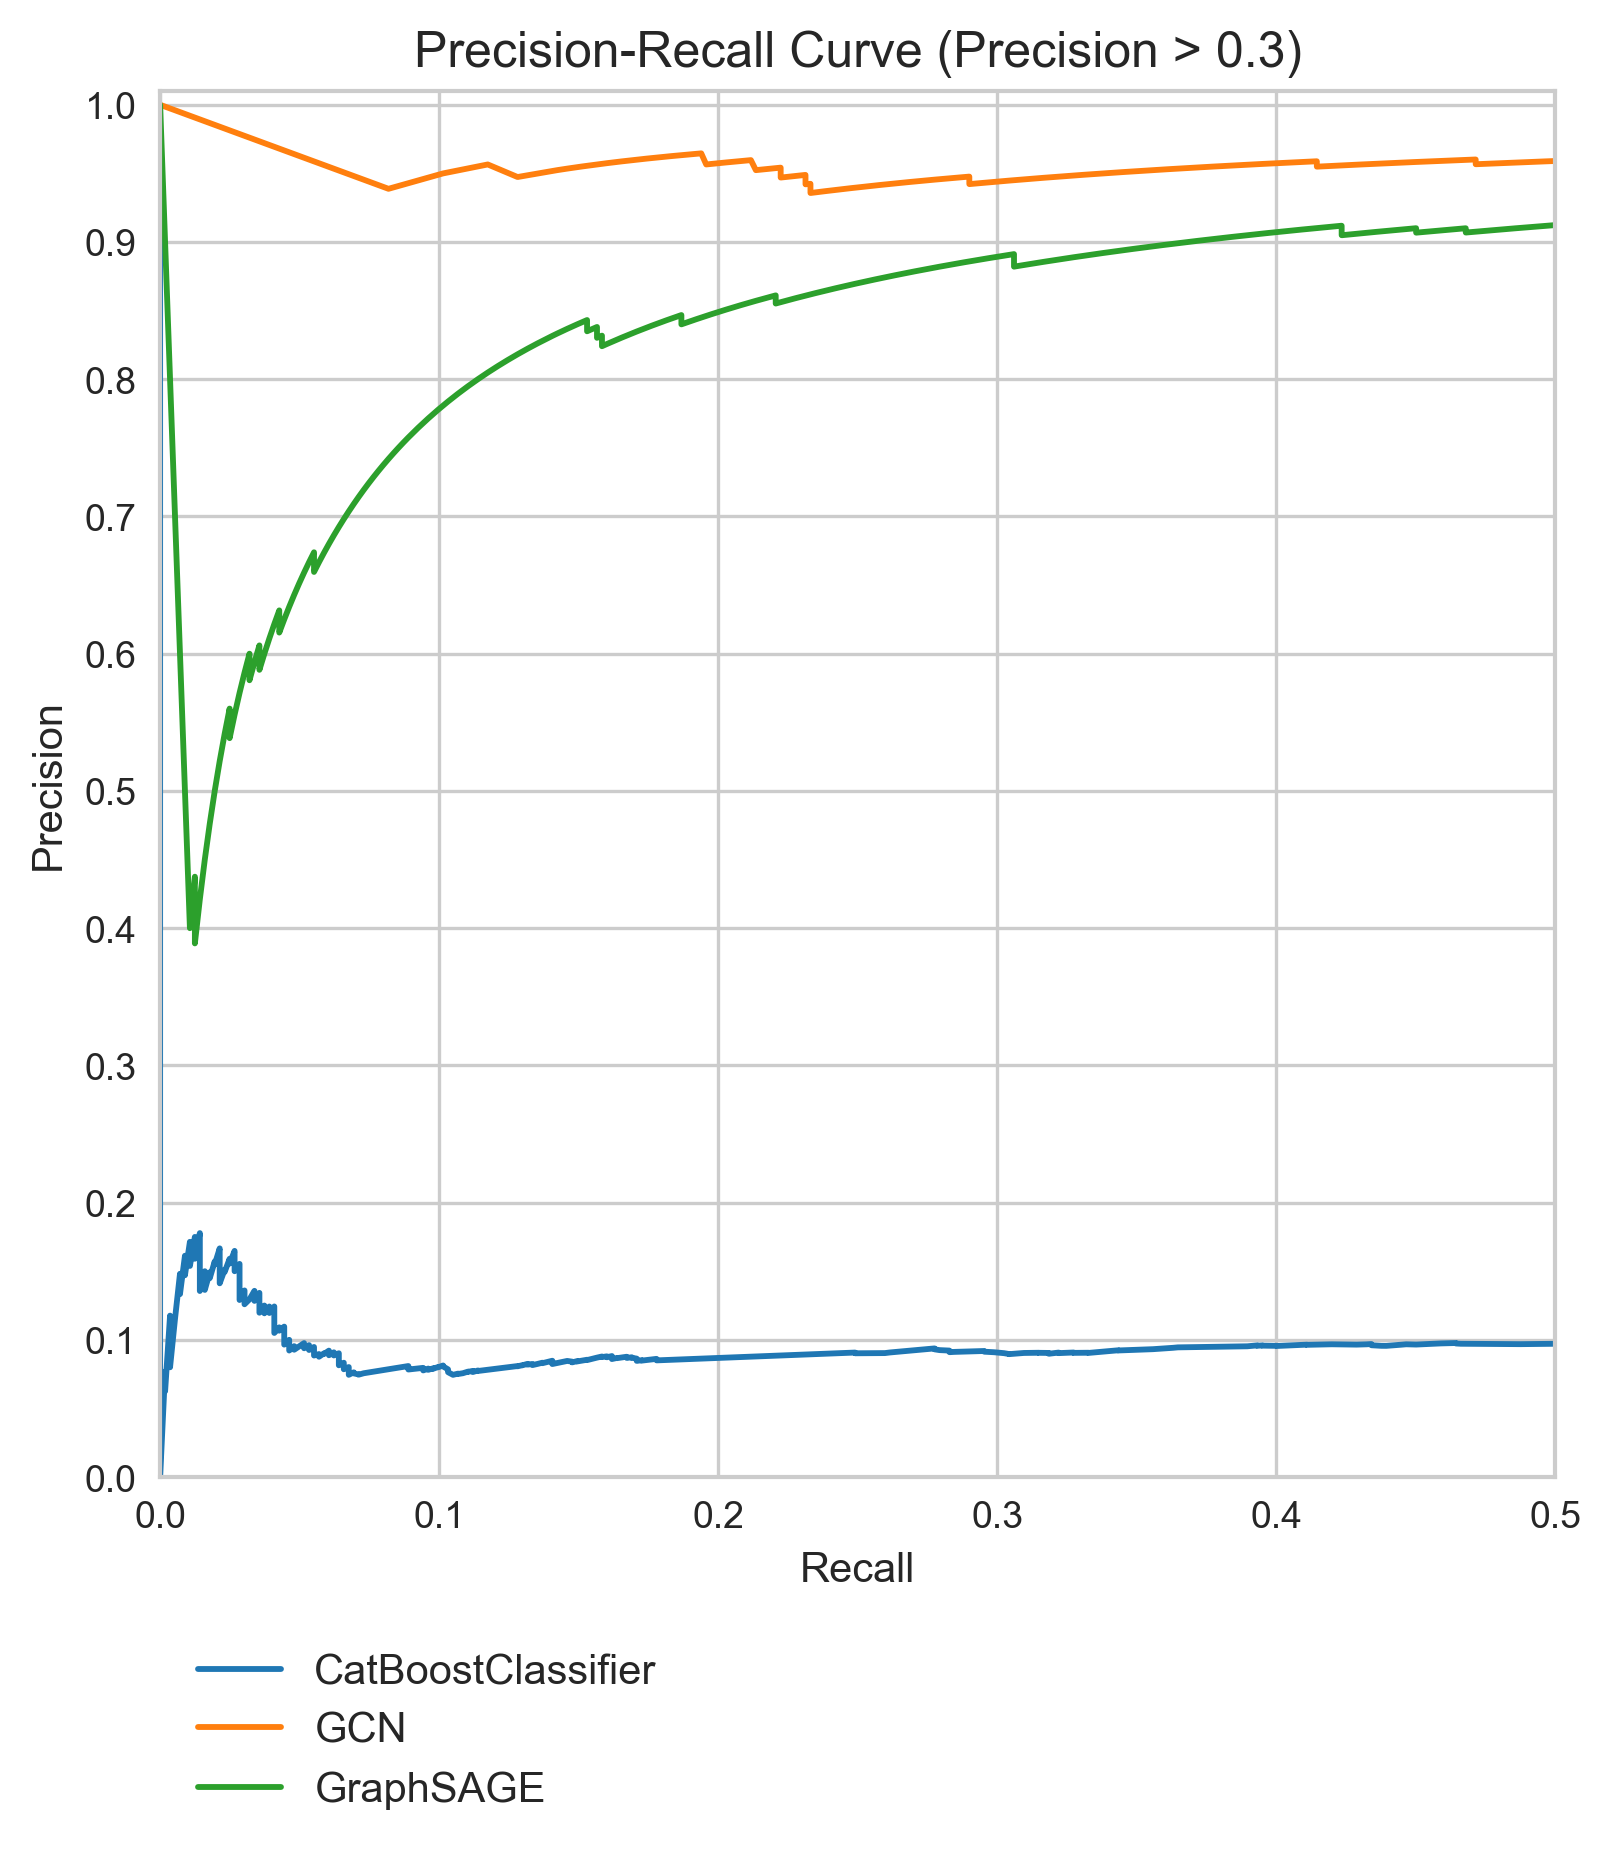 Precision-Recall Curve (Precision > 0.3)
1.0
0.9
0.8
0.7
0.6
0.5
0.4
0.3
0.2
0.1
0.0
Precision
0.0 0.1 0.2 0.3 0.4 0.5
Recall
CatBoostClassifier
GCN
GraphSAGE